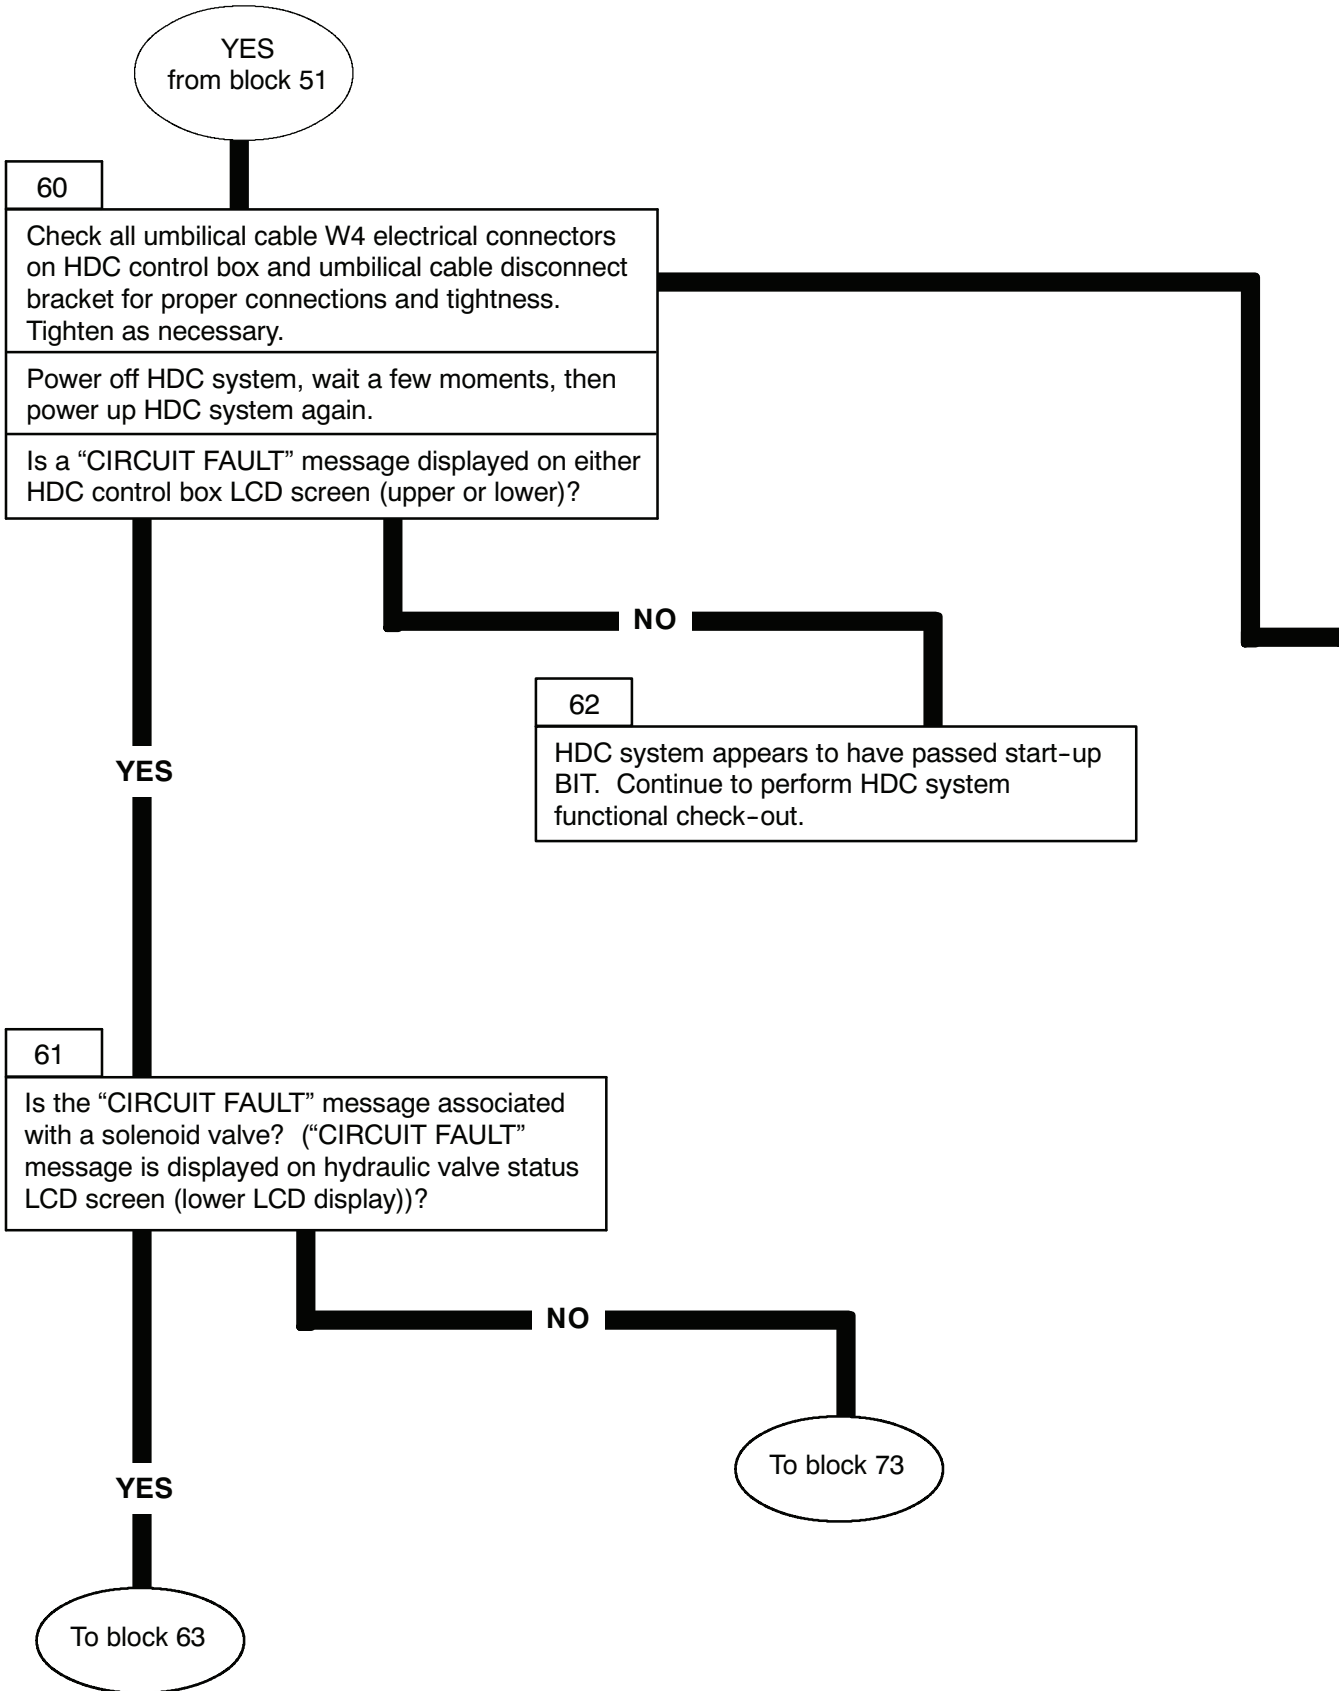 YES
from block 51
60
Check all umbilical cable W4 electrical connectors
on HDC control box and umbilical cable disconnect
bracket for proper connections and tightness.
Tighten as necessary.
Power off HDC system, wait a few moments, then
power up HDC system again.
Is a “CIRCUIT FAULT” message displayed on either
HDC control box LCD screen (upper or lower)?
NO
62
HDC system appears to have passed start-up
BIT.  Continue to perform HDC system
functional check-out.
YES
61
Is the “CIRCUIT FAULT” message associated
with a solenoid valve?  (“CIRCUIT FAULT”
message is displayed on hydraulic valve status
LCD screen (lower LCD display))?
NO
To block 73
YES
To block 63